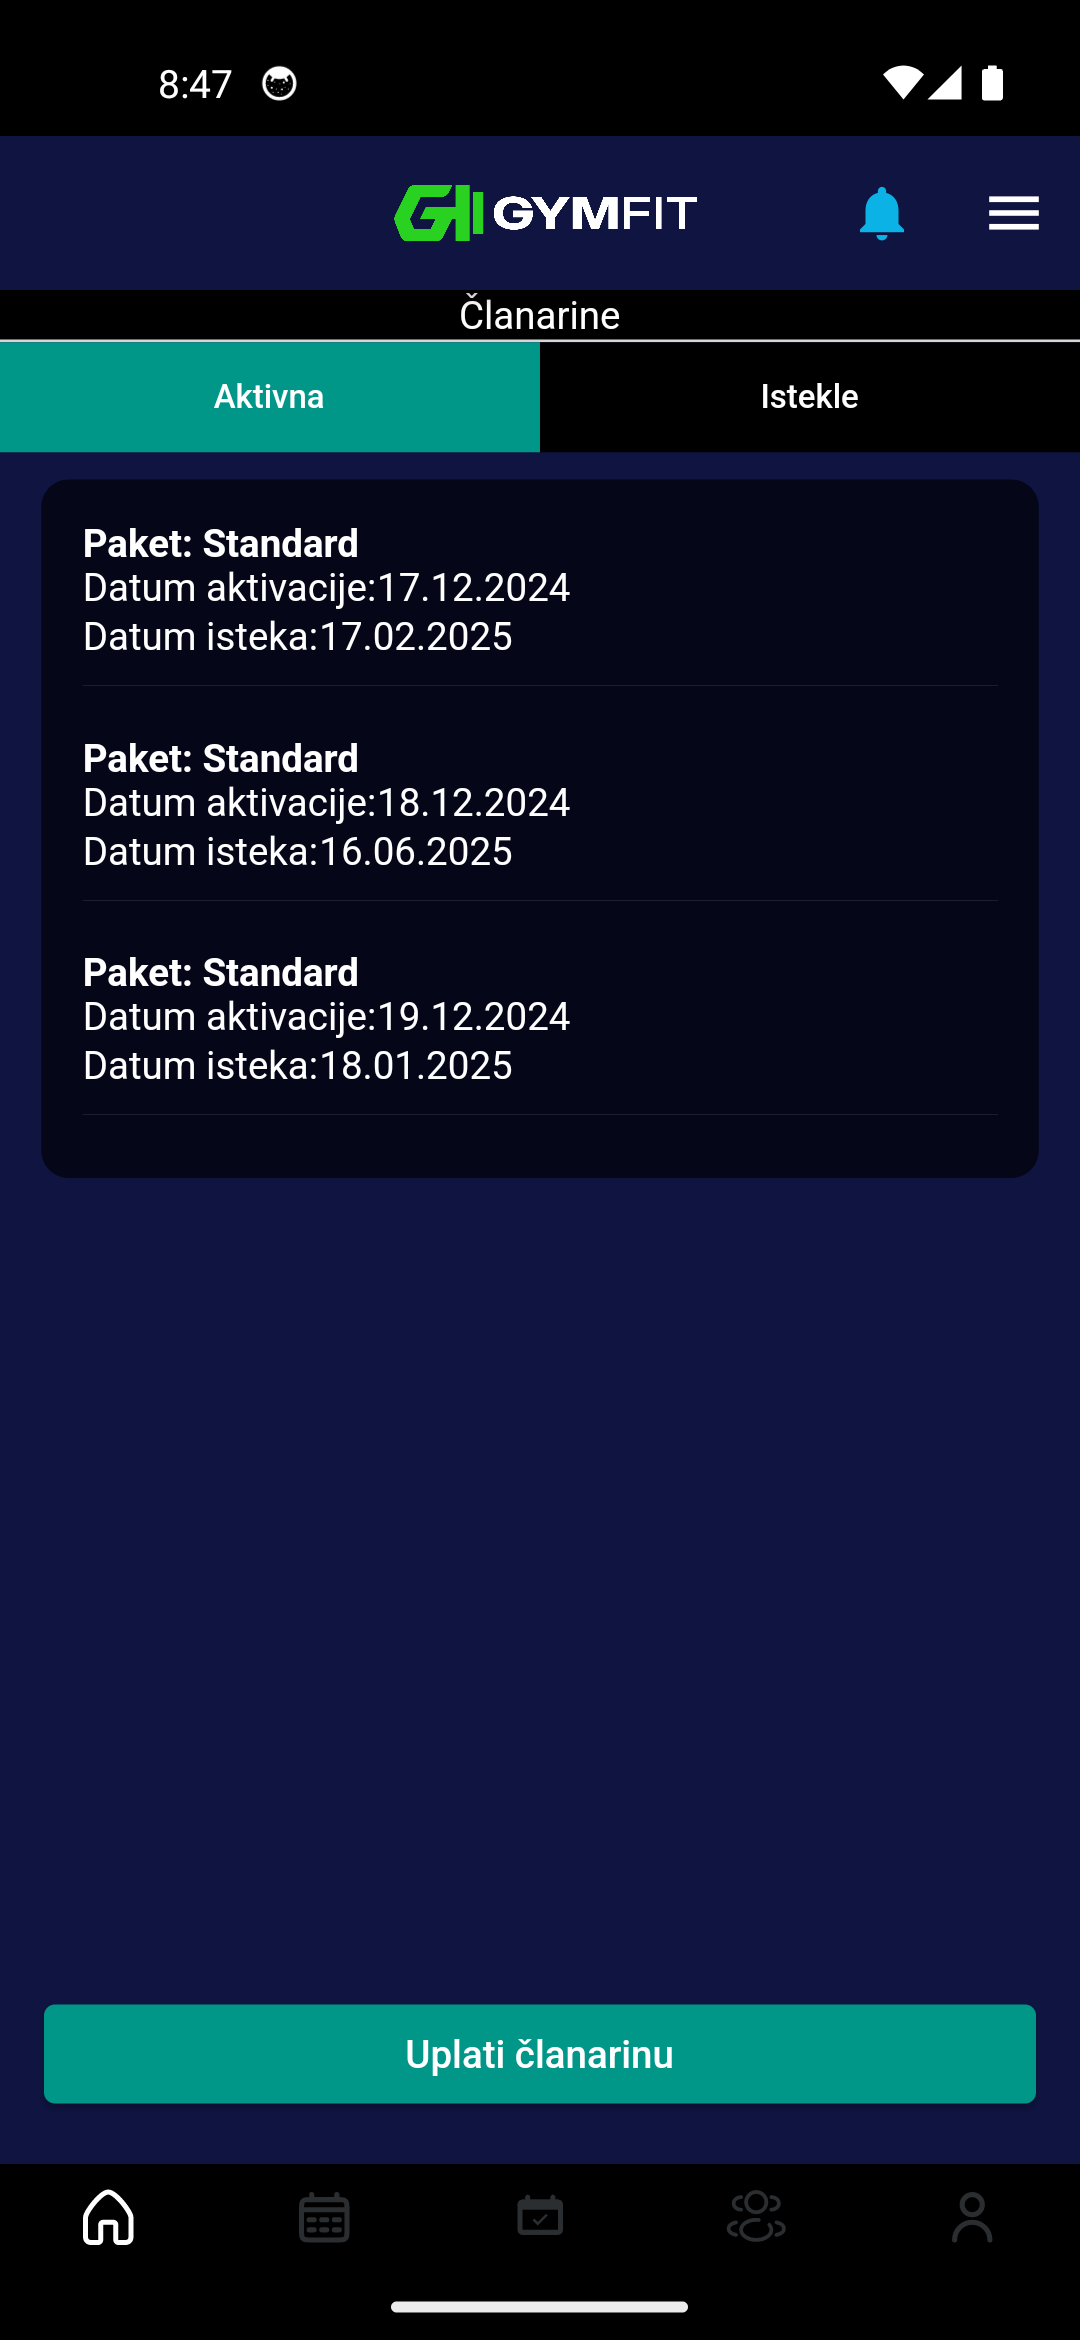 8:47
GYMFIT
Članarine
Aktivna
Istekle
Paket: Standard
Datum aktivacije:17.12.2024
Datum isteka:17.02.2025
Paket: Standard
Datum aktivacije:18.12.2024
Datum isteka:16.06.2025
Paket: Standard
Datum aktivacije:19.12.2024
Datum isteka:18.01.2025
Uplati članarinu